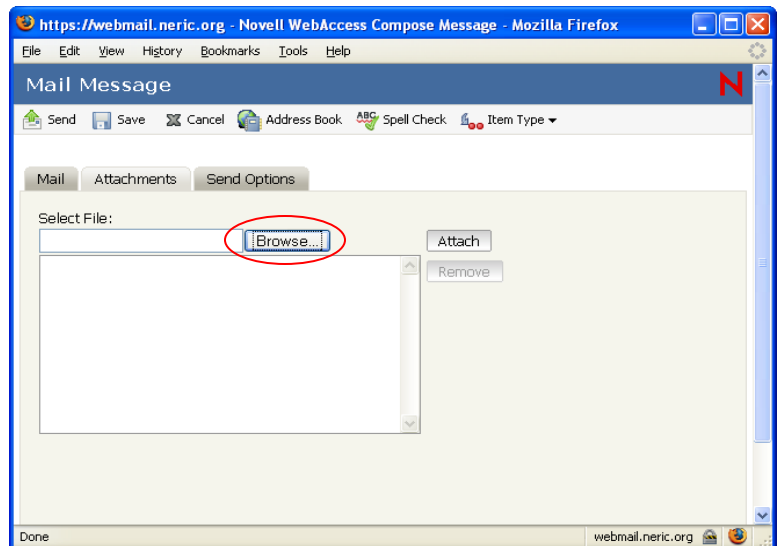 https://webmail.neric.org - Novell WebAccess Compose Message - Mozilla Firefox
File Edit View History Bookmarks Tools Help
Mail Message N
Send Save Cancel Address Book ABC Spell Check Item Type
Mail Attachments Send Options
Select File:
Browse... Attach
Remove
Done webmail.neric.org